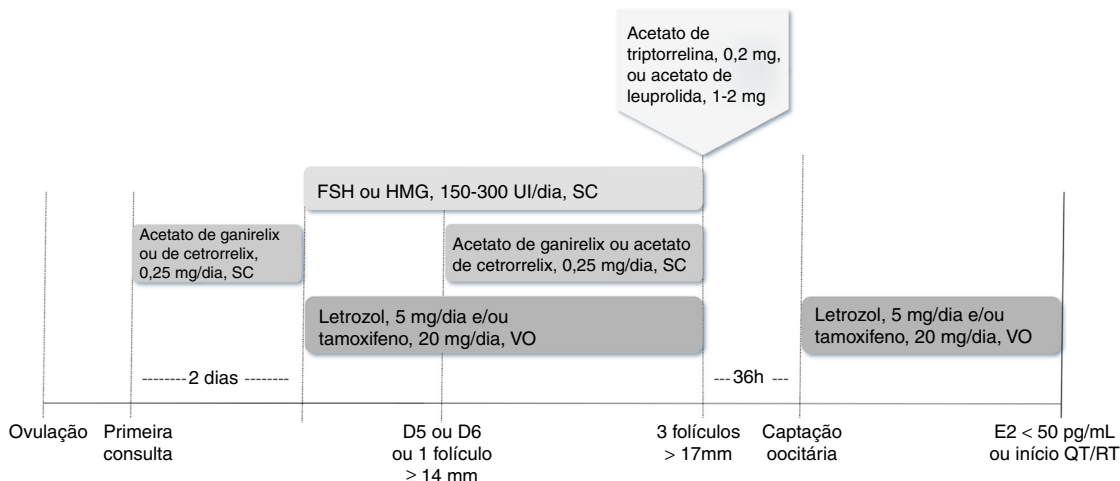 Acetato de
triptorrelina, 0,2 mg,
ou acetato de
leuprolida, 1-2 mg
FSH ou HMG, 150-300 UI/dia, SC
Acetato de ganirelix
ou de cetrorrelix,
0,25 mg/dia, SC
Acetato de ganirelix ou acetato
de cetrorrelix, 0,25 mg/dia, SC
Letrozol, 5 mg/dia e/ou
tamoxifeno, 20 mg/dia, VO
Letrozol, 5 mg/dia e/ou
tamoxifeno, 20 mg/dia, VO
--------2 dias --------
---36h ---
Ovulação
Primeira
consulta
D5 ou D6
ou 1 folículo
> 14 mm
3 folículos
> 17mm
Captação
oocitária
E2 < 50 pg/mL
ou início QT/RT